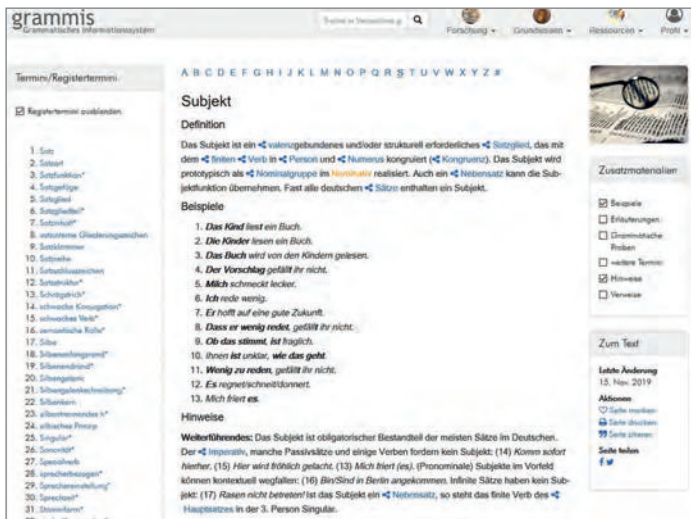 grammis
Grammatisches Informationssystem
Forschung
Grundwissen
Ressourcen
Profil
Termini/Registertermini
Registertermini ausblenden
1. Satz
2. Satzart
3. Satzfunktion*
4. Satzgefüge
5. Satzglied
6. Satzgliedteil*
7. Satzinhalt*
8. satzinterne Gliederungszeichen
9. Satzklammer
10. Satzreihe
11. Satzschlusszeichen
12. Satzstruktur*
13. Schrägstrich*
14. schwache Konjugation*
15. schwaches Verb*
16. semantische Rolle*
17. Silbe
18. Silbenanfangsrand*
19. Silbenendrand*
20. Silbengelenk
21. Silbengelenkschreibung*
22. Silbenkern
23. silbentrennendes h*
24. silbisches Prinzip
25. Singular*
26. Sonorität*
27. Spezialverb
28. sprecherbezogen*
29. Sprechereinstellung*
30. Sprechzeit*
31. Stammform*
A B C D E F G H I J K L M N O P Q R S T U V W X Y Z #
Subjekt
Definition
Das Subjekt ist ein valenzgebundenes und/oder strukturell erforderliches Satzglied, das mit
dem finiten Verb in Person und Numerus kongruiert (Kongruenz). Das Subjekt wird
prototypisch als Nominalgruppe im Nominativ realisiert. Auch ein Nebensatz kann die Sub-
jektfunktion übernehmen. Fast alle deutschen Sätze enthalten ein Subjekt.
Beispiele
1. Das Kind liest ein Buch.
2. Die Kinder lesen ein Buch.
3. Das Buch wird von den Kindern gelesen.
4. Der Vorschlag gefällt ihr nicht.
5. Milch schmeckt lecker.
6. Ich rede wenig.
7. Er hofft auf eine gute Zukunft.
8. Dass er wenig redet, gefällt ihr nicht.
9. Ob das stimmt, ist fraglich.
10. Ihnen ist unklar, wie das geht.
11. Wenig zu reden, gefällt ihr nicht.
12. Es regnet/schneit/donnert.
13. Mich friert es.
Hinweise
Weiterführendes: Das Subjekt ist obligatorischer Bestandteil der meisten Sätze im Deutschen.
Der Imperativ, manche Passivsätze und einige Verben fordern kein Subjekt: (14) Komm sofort
hierher. (15) Hier wird fröhlich gelacht. (13) Mich friert (es). (Pronominale) Subjekte im Vorfeld
können kontextuell wegfallen: (16) Bin/Sind in Berlin angekommen. Infinite Sätze haben kein Sub-
jekt: (17) Rasen nicht betreten! Ist das Subjekt ein Nebensatz, so steht das finite Verb des
Hauptsatzes in der 3. Person Singular.
Zusatzmaterialien
Beispiele
Erläuterungen
Grammatische
Proben
weitere Termini
Hinweise
Verweise
Zum Text
Letzte Änderung
15. Nov. 2019
Aktionen
Seite merken
Seite drucken
Seite zitieren
Seite teilen